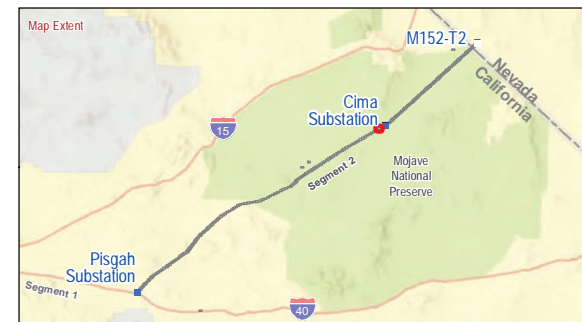 Map Extent
M152-T2
Nevada
California
Cima
Substation
15
Mojave
National
Preserve
Segment 2
Pisgah
Substation
Segment 1
40